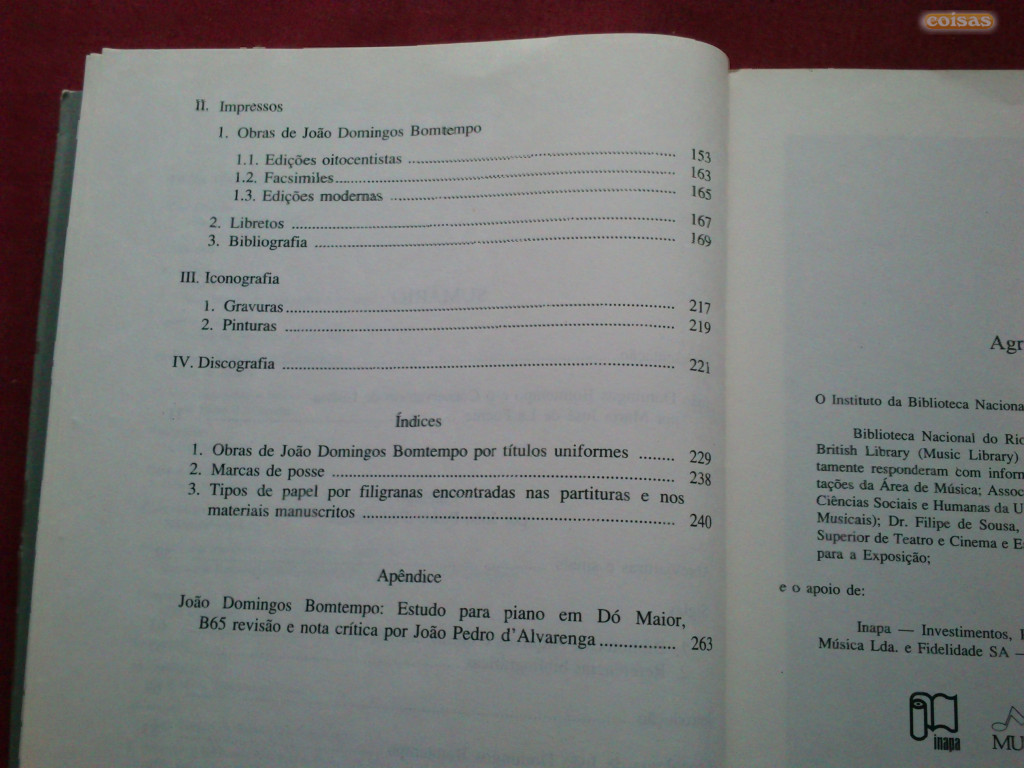 coisas
II. Impressos
1. Obras de João Domingos Bomtempo
1.1. Edições oitocentistas ........ 153
1.2. Facsimiles ........ 163
1.3. Edições modernas ........ 165
2. Libretos ........ 167
3. Bibliografia ........ 169
III. Iconografia
1. Gravuras ........ 217
2. Pinturas ........ 219
IV. Discografia ........ 221
Índices
1. Obras de João Domingos Bomtempo por títulos uniformes ........ 229
2. Marcas de posse ........ 238
3. Tipos de papel por filigranas encontradas nas partituras e nos
materiais manuscritos ........ 240
Apêndice
João Domingos Bomtempo: Estudo para piano em Dó Maior,
B65 revisão e nota crítica por João Pedro d'Alvarenga ........ 263
Agr
O Instituto da Biblioteca Naciona
Biblioteca Nacional do Rio
British Library (Music Library)
tamente responderam com inform
tações da Área de Música; Assoc
Ciências Sociais e Humanas da U
Musicais); Dr. Filipe de Sousa,
Superior de Teatro e Cinema e E
para a Exposição;
e o apoio de:
Inapa — Investimentos,
Música Lda. e Fidelidade SA —
inapa
MU